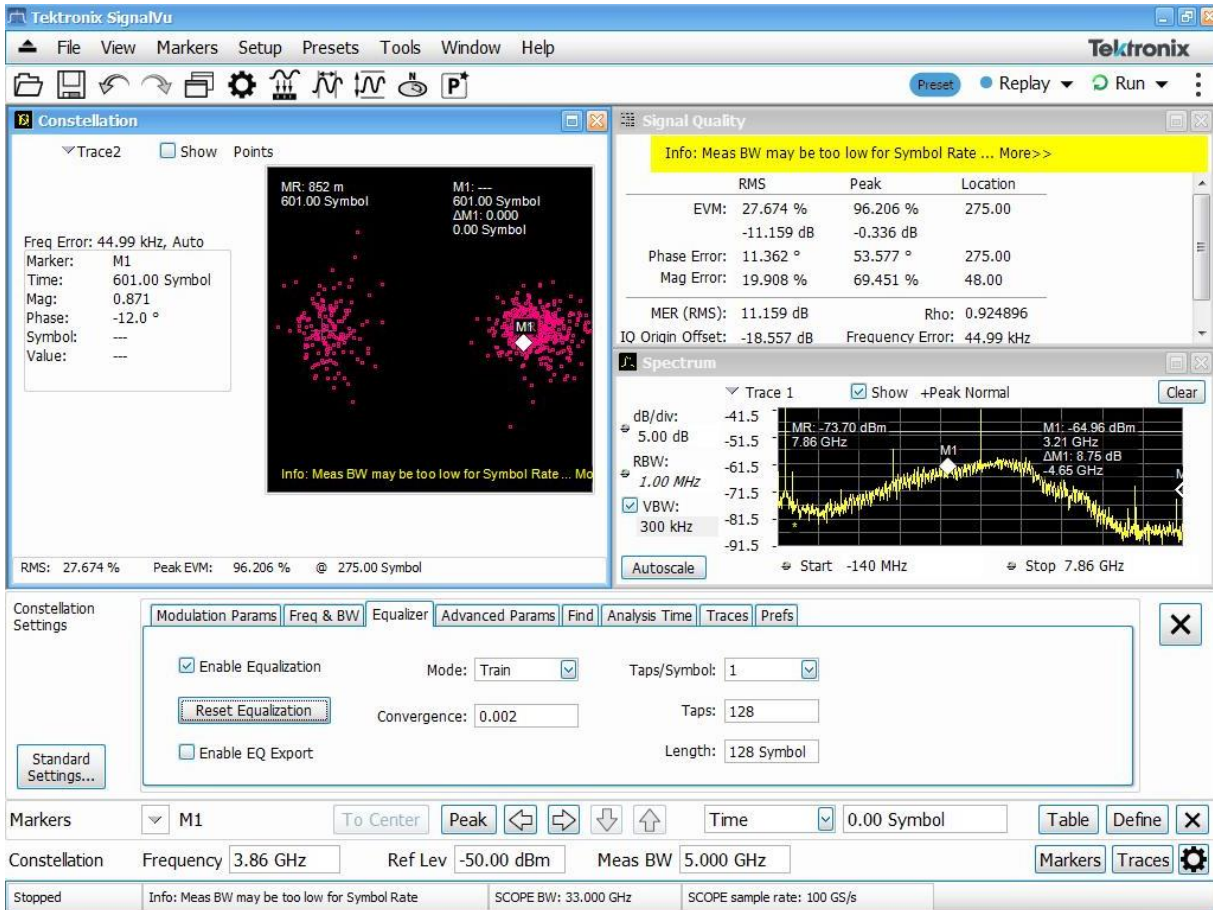 Tektronix SignalVu
File View Markers Setup Presets Tools Window Help
Tektronix
Preset Replay Run
Constellation
Trace2 Show Points
MR: 852 m
601.00 Symbol
M1: ---
601.00 Symbol
ΔM1: 0.000
0.00 Symbol
Freq Error: 44.99 kHz, Auto
Marker: M1
Time: 601.00 Symbol
Mag: 0.871
Phase: -12.0 °
Symbol: ---
Value: ---
Info: Meas BW may be too low for Symbol Rate ... Mo
RMS: 27.674 % Peak EVM: 96.206 % @ 275.00 Symbol
Signal Quality
Info: Meas BW may be too low for Symbol Rate ... More>>
RMS Peak Location
EVM: 27.674 % 96.206 % 275.00
-11.159 dB -0.336 dB
Phase Error: 11.362 ° 53.577 ° 275.00
Mag Error: 19.908 % 69.451 % 48.00
MER (RMS): 11.159 dB Rho: 0.924896
IQ Origin Offset: -18.557 dB Frequency Error: 44.99 kHz
Spectrum
Trace 1 Show +Peak Normal Clear
dB/div:
5.00 dB
RBW:
1.00 MHz
VBW:
300 kHz
Autoscale
-41.5
-51.5
-61.5
-71.5
-81.5
-91.5
MR: -73.70 dBm
7.86 GHz
M1
M1: -64.96 dBm
3.21 GHz
ΔM1: 8.75 dB
-4.65 GHz
Start -140 MHz Stop 7.86 GHz
Constellation
Settings
Modulation Params Freq & BW Equalizer Advanced Params Find Analysis Time Traces Prefs
Enable Equalization Mode: Train Taps/Symbol: 1
Reset Equalization Convergence: 0.002 Taps: 128
Enable EQ Export Length: 128 Symbol
Standard
Settings...
Markers M1 To Center Peak Time 0.00 Symbol Table Define
Constellation Frequency 3.86 GHz Ref Lev -50.00 dBm Meas BW 5.000 GHz Markers Traces
Stopped Info: Meas BW may be too low for Symbol Rate SCOPE BW: 33.000 GHz SCOPE sample rate: 100 GS/s